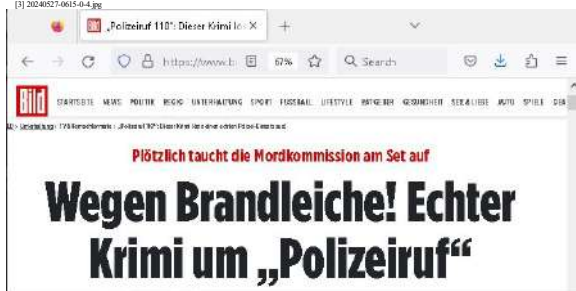 [3] 20240527-0615-0-4.jpg
„Polizeiruf 110“: Dieser Krimi lö
https://www.b
67%
Search
Bild
STARTSEITE NEWS POLITIK REGIO UNTERHALTUNG SPORT FUSSBALL LIFESTYLE RATGEBER GESUNDHEIT SEX & LIEBE AUTO SPIELE
Unterhaltung
Plötzlich taucht die Mordkommission am Set auf
Wegen Brandleiche! Echter
Krimi um „Polizeiruf“